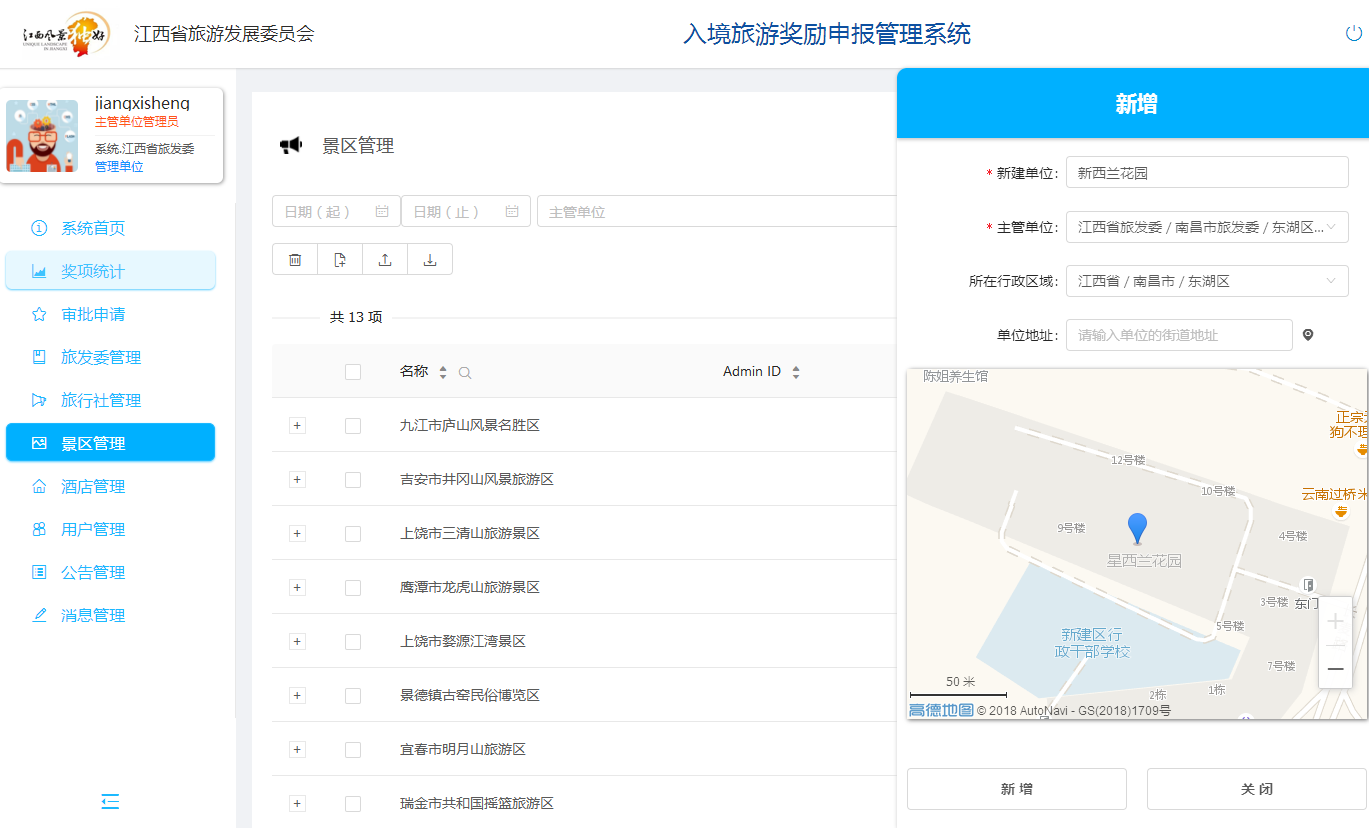 江西风景独好
UNIQUE LANDSCAPE
IN JIANGXI
江西省旅游发展委员会
入境旅游奖励申报管理系统
jiangxisheng
主管单位管理员
系统.江西省旅发委
管理单位
系统首页
奖项统计
审批申请
旅发委管理
旅行社管理
景区管理
酒店管理
用户管理
公告管理
消息管理
景区管理
日期（起） 日期（止） 主管单位
共 13 项
名称 Admin ID
九江市庐山风景名胜区
吉安市井冈山风景旅游区
上饶市三清山旅游景区
鹰潭市龙虎山旅游景区
上饶市婺源江湾景区
景德镇古窑民俗博览区
宜春市明月山旅游区
瑞金市共和国摇篮旅游区
新增
* 新建单位: 新西兰花园
* 主管单位: 江西省旅发委 / 南昌市旅发委 / 东湖区...
所在行政区域: 江西省 / 南昌市 / 东湖区
单位地址: 请输入单位的街道地址
陈姐养生馆
正宗
狗不理
12号楼
10号楼
云南过桥米
9号楼
4号楼
星西兰花园
3号楼 东门
5号楼
新建区行
政干部学校
7号楼
50 米
2栋 1栋
高德地图 © 2018 AutoNavi - GS(2018)1709号
新 增 关 闭